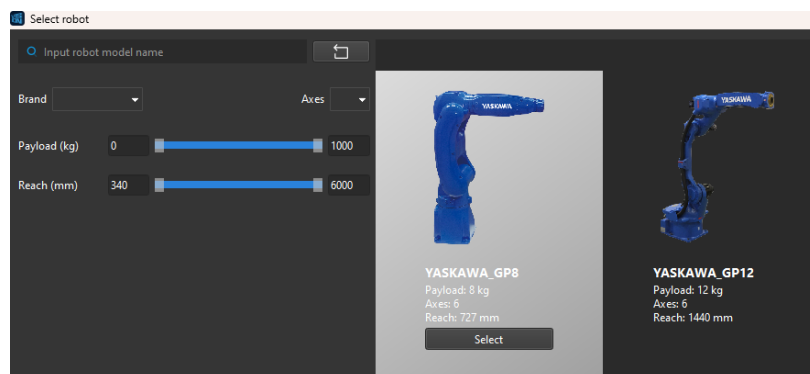 Select robot
Input robot model name
Brand
Axes
Payload (kg)
0
1000
Reach (mm)
340
6000
YASKAWA
YASKAWA_GP8
Payload: 8 kg
Axes: 6
Reach: 727 mm
Select
YASKAWA
YASKAWA_GP12
Payload: 12 kg
Axes: 6
Reach: 1440 mm